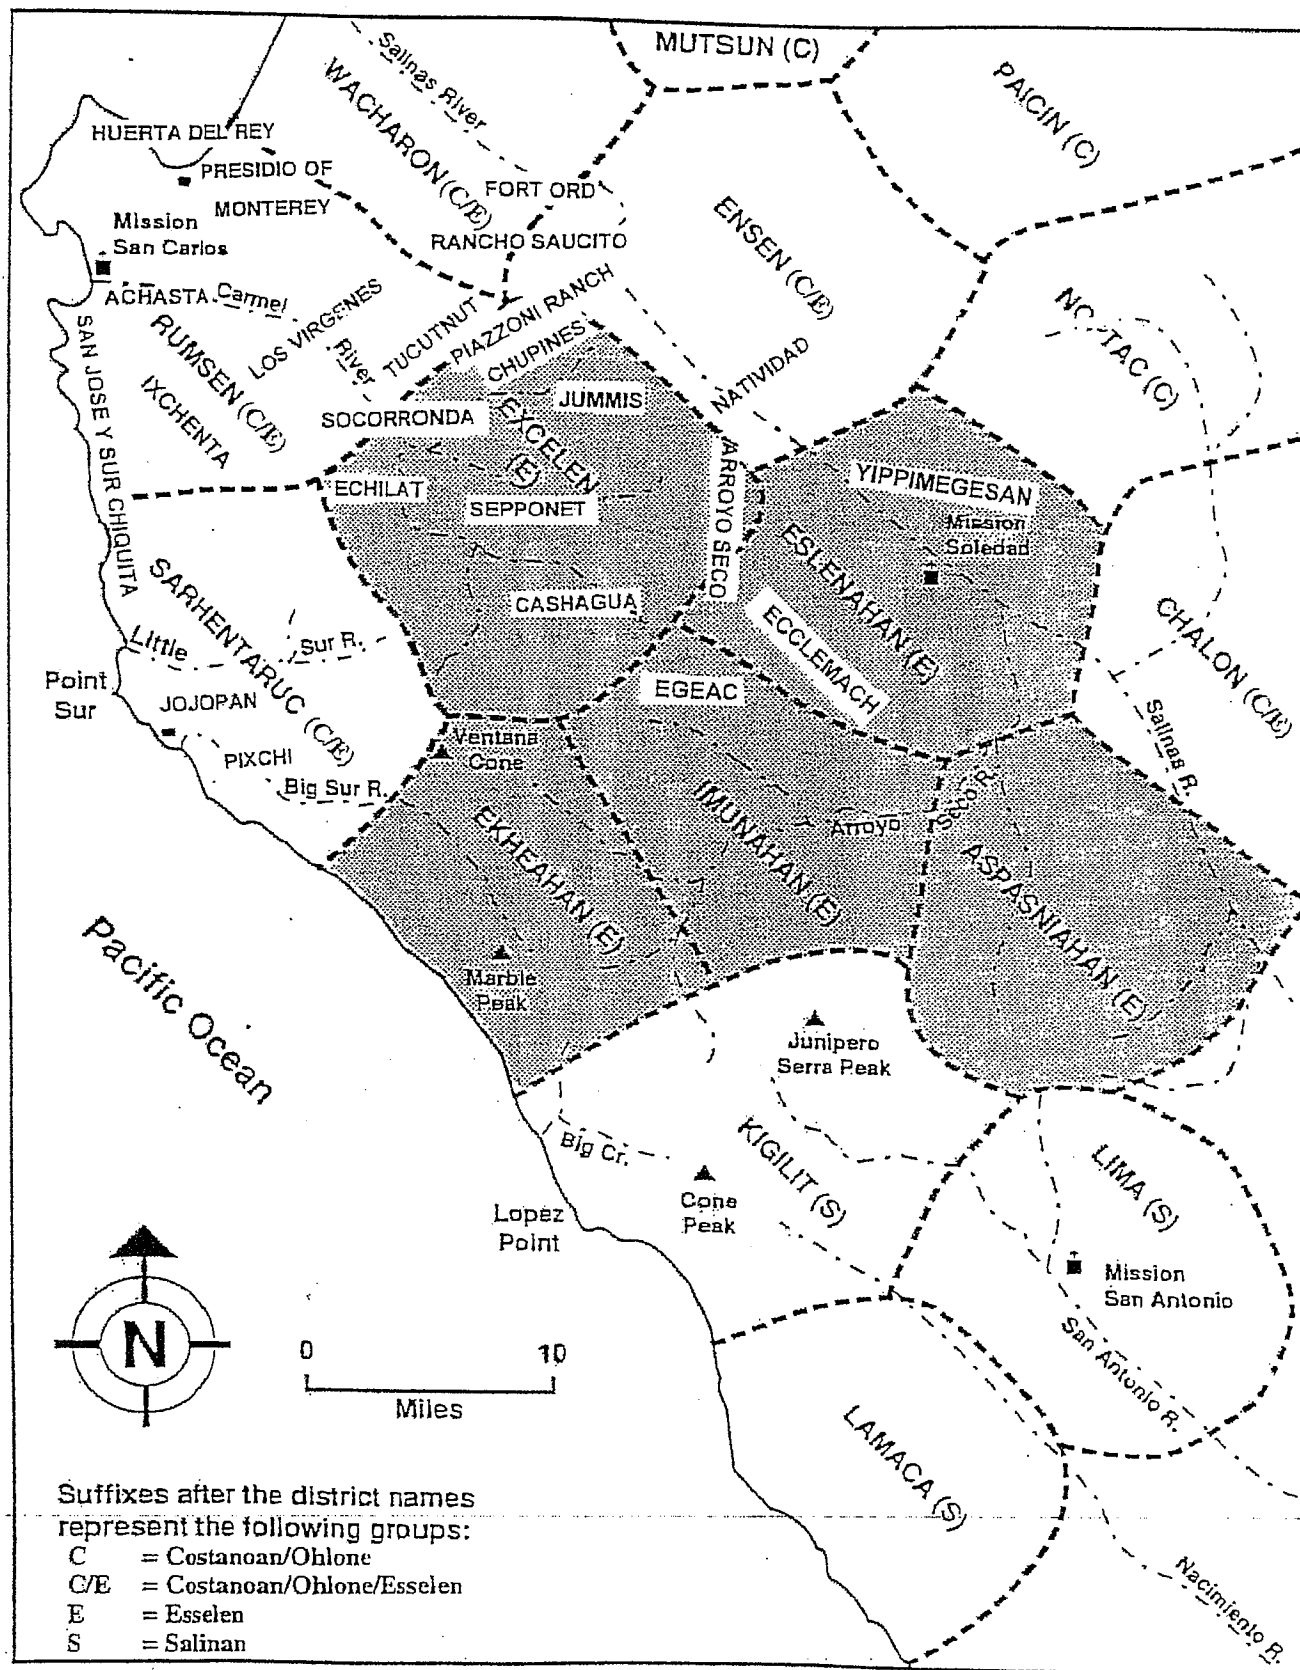 MUTSUN (C)
PAICIN (C)
Salinas River
WACHARON (C/E)
HUERTA DEL REY
PRESIDIO OF
MONTEREY
FORT ORD
Mission
San Carlos
RANCHO SAUCITO
ENSEN (C/E)
ACHASTA
Carmel
River
LOS VIRGENES
TUCUTNUT
PIAZZONI RANCH
CHUPINES
NATIVIDAD
RUMSEN (C/E)
IXCHENTA
SAN JOSE Y SUR CHIQUITA
SOCORRONDA
JUMMIS
EXCELEN
(E)
ECHILAT
SEPPONET
CASHAGUA
ARROYO SECO
YIPPIMEGESAN
Mission
Soledad
ESLENAHAN (E)
ECCLEMACH
CHALON (C/E)
SARHENTARUC (C/E)
Little
Sur R.
Point
Sur
JOJOPAN
PIXCHI
Big Sur R.
EGEAC
Ventana
Cone
EKHEAHAN (E)
IMUNAHAN (E)
Arroyo
Seco R.
Salinas R.
ASPASNIAHAN (E)
Pacific Ocean
Marble
Peak
Junipero
Serra Peak
Big Cr.
KIGILIT (S)
LIMA (S)
Cone
Peak
Lopez
Point
Mission
San Antonio
San Antonio R.
N
0 10
Miles
LAMACA (S)
Nacimiento R.
Suffixes after the district names
represent the following groups:
C = Costanoan/Ohlone
C/E = Costanoan/Ohlone/Esselen
E = Esselen
S = Salinan